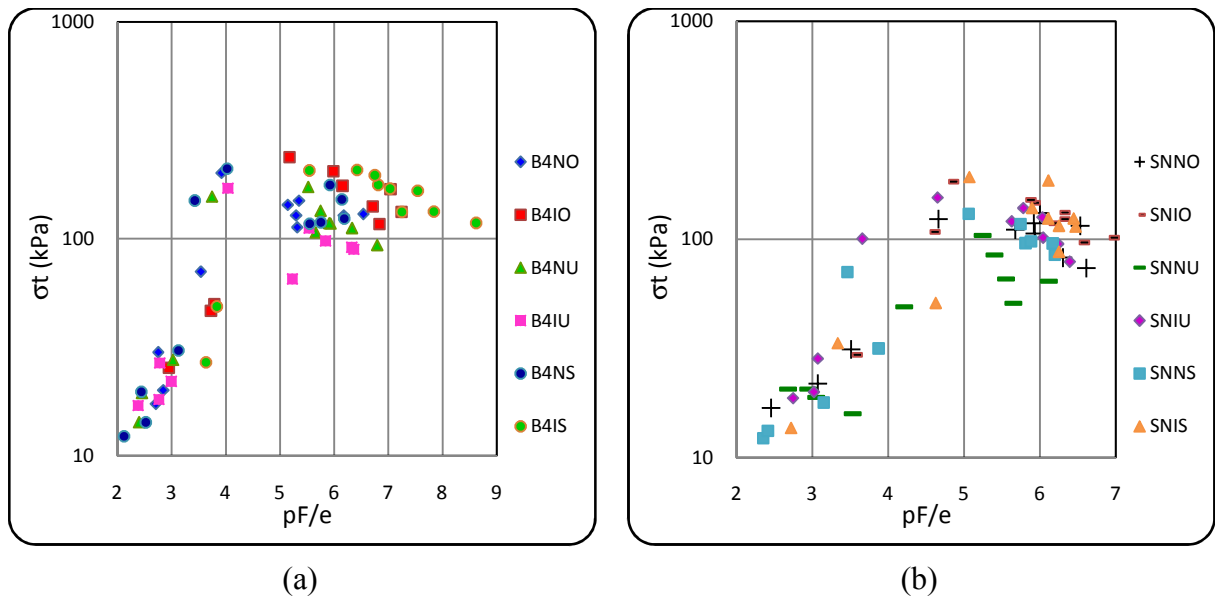 1000
100
10
σt (kPa)
2 3 4 5 6 7 8 9
pF/e
B4NO
B4IO
B4NU
B4IU
B4NS
B4IS
(a)
1000
100
10
σt (kPa)
2 3 4 5 6 7
pF/e
SNNO
SNIO
SNNU
SNIU
SNNS
SNIS
(b)